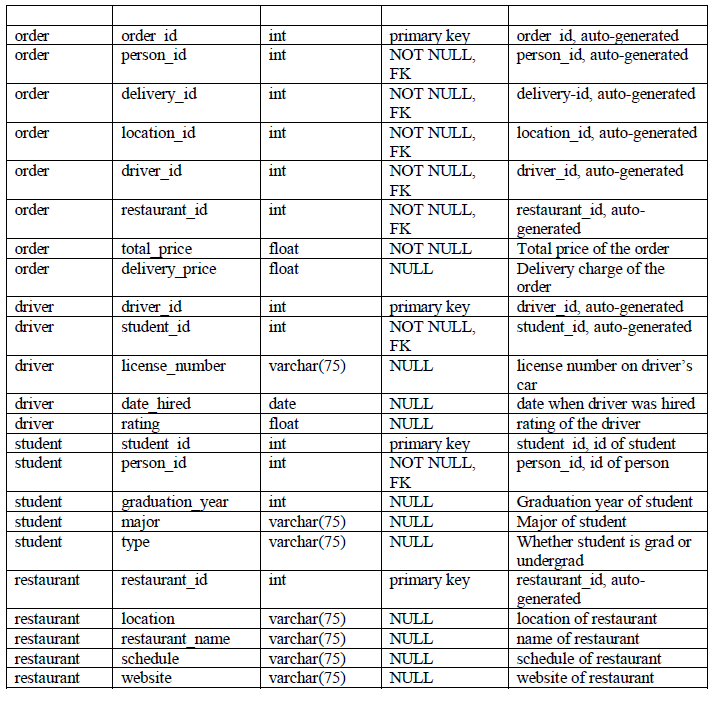 order order_id int primary key order_id, auto-generated
order person_id int NOT NULL, person_id, auto-generated
FK
order delivery_id int NOT NULL, delivery-id, auto-generated
FK
order location_id int NOT NULL, location_id, auto-generated
FK
order driver_id int NOT NULL, driver_id, auto-generated
FK
order restaurant_id int NOT NULL, restaurant_id, auto-
FK generated
order total_price float NOT NULL Total price of the order
order delivery_price float NULL Delivery charge of the
order
driver driver_id int primary key driver_id, auto-generated
driver student_id int NOT NULL, student_id, auto-generated
FK
driver license_number varchar(75) NULL license number on driver’s
car
driver date_hired date NULL date when driver was hired
driver rating float NULL rating of the driver
student student_id int primary key student_id, id of student
student person_id int NOT NULL, person_id, id of person
FK
student graduation_year int NULL Graduation year of student
student major varchar(75) NULL Major of student
student type varchar(75) NULL Whether student is grad or
undergrad
restaurant restaurant_id int primary key restaurant_id, auto-
generated
restaurant location varchar(75) NULL location of restaurant
restaurant restaurant_name varchar(75) NULL name of restaurant
restaurant schedule varchar(75) NULL schedule of restaurant
restaurant website varchar(75) NULL website of restaurant